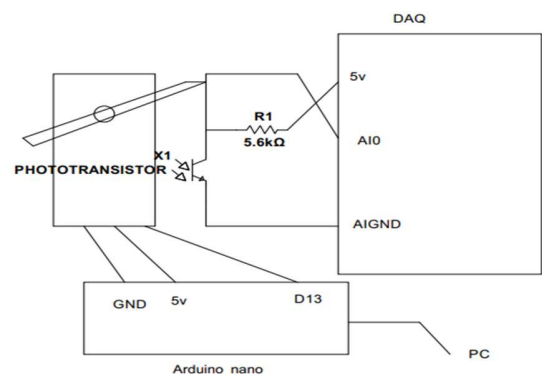 DAQ
5v
R1
5.6kΩ
AI0
X1
PHOTOTRANSISTOR
AIGND
GND
5v
D13
PC
Arduino nano